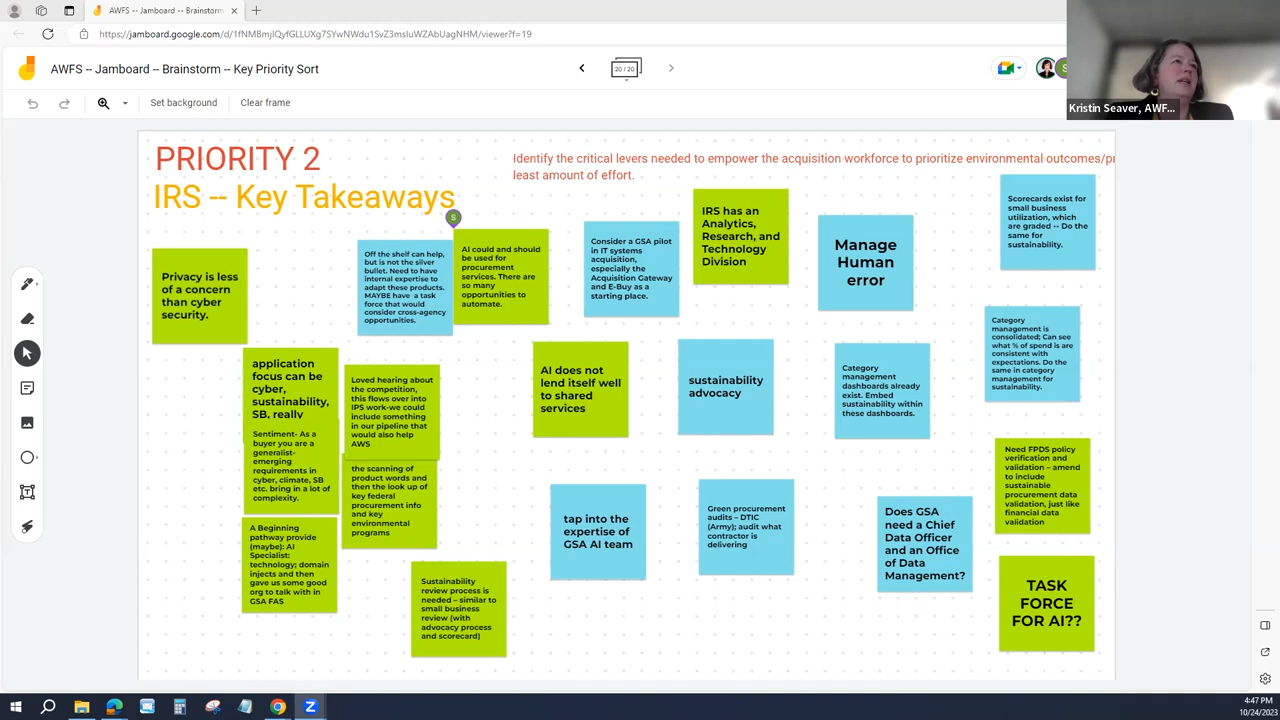 AWFS -- Jamboard -- Brainstorm
https://jamboard.google.com/d/1fNMBmjlQyfGLLUXg7SYwNWdu1SvZ3msIuWZAbUagNHM/viewer?f=19
AWFS -- Jamboard -- Brainstorm -- Key Priority Sort
20 / 20
Set background
Clear frame
Kristin Seaver, AWF...
PRIORITY 2
IRS -- Key Takeaways
Identify the critical levers needed to empower the acquisition workforce to prioritize environmental outcomes/pr
least amount of effort.
S
Privacy is less
of a concern
than cyber
security.
Off the shelf can help,
but is not the silver
bullet. Need to have
internal expertise to
adapt these products.
MAYBE have a task
force that would
consider cross-agency
opportunities.
AI could and should
be used for
procurement
services. There are
so many
opportunities to
automate.
Consider a GSA pilot
in IT systems
acquisition,
especially the
Acquisition Gateway
and E-Buy as a
starting place.
IRS has an
Analytics,
Research, and
Technology
Division
Manage
Human
error
Scorecards exist for
small business
utilization, which
are graded -- Do the
same for
sustainability.
application
focus can be
cyber,
sustainability,
SB, really
Sentiment- As a
buyer you are a
generalist-
emerging
requirements in
cyber, climate, SB
etc. bring in a lot of
complexity.
A Beginning
pathway provide
(maybe): AI
Specialist:
technology; domain
injects and then
gave us some good
org to talk with in
GSA FAS
Loved hearing about
the competition,
this flows over into
IPS work-we could
include something
in our pipeline that
would also help
AWS
the scanning of
product words and
then the look up of
key federal
procurement info
and key
environmental
programs
Sustainability
review process is
needed – similar to
small business
review (with
advocacy process
and scorecard)
AI does not
lend itself well
to shared
services
sustainability
advocacy
Category
management
dashboards already
exist. Embed
sustainability within
these dashboards.
Category
management is
consolidated; Can see
what % of spend is are
consistent with
expectations. Do the
same in category
management for
sustainability.
tap into the
expertise of
GSA AI team
Green procurement
audits – DTIC
(Army); audit what
contractor is
delivering
Does GSA
need a Chief
Data Officer
and an Office
of Data
Management?
Need FPDS policy
verification and
validation – amend
to include
sustainable
procurement data
validation, just like
financial data
validation
TASK
FORCE
FOR AI??
4:47 PM
10/24/2023